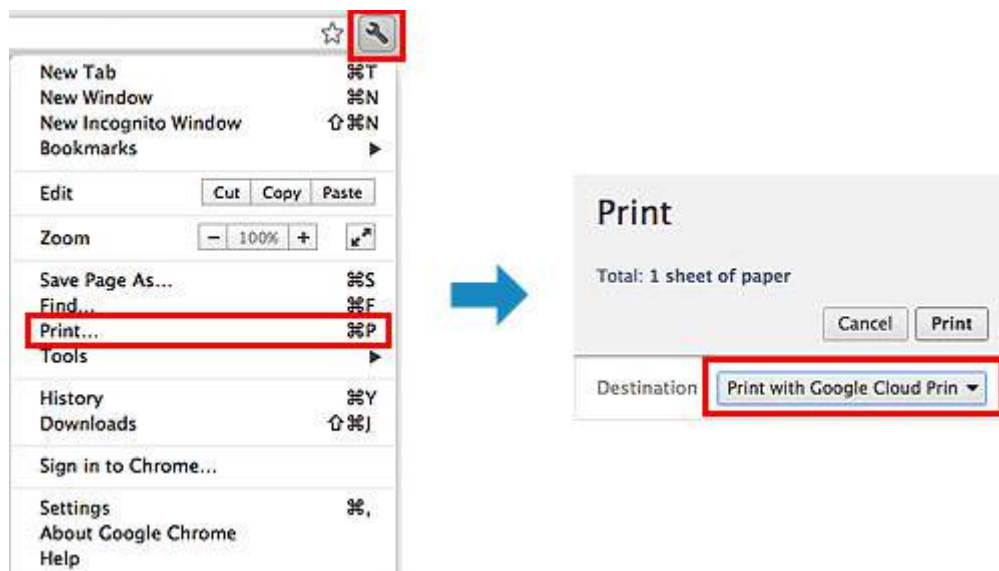 New Tab ⌘T
New Window ⌘N
New Incognito Window ⇧⌘N
Bookmarks ▶
Edit Cut Copy Paste
Zoom − 100% +
Save Page As... ⌘S
Find... ⌘F
Print... ⌘P
Tools ▶
History ⌘Y
Downloads ⇧⌘J
Sign in to Chrome...
Settings ⌘,
About Google Chrome
Help
Print
Total: 1 sheet of paper
Cancel Print
Destination Print with Google Cloud Prin